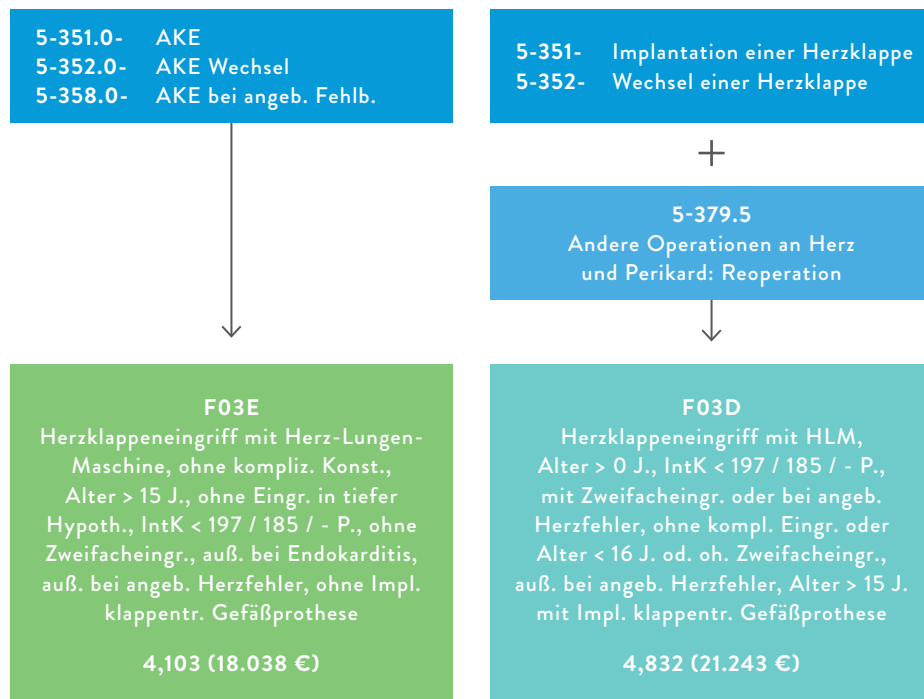 5-351.0- AKE
5-352.0- AKE Wechsel
5-358.0- AKE bei angeb. Fehlb.
5-351- Implantation einer Herzklappe
5-352- Wechsel einer Herzklappe
+
5-379.5
Andere Operationen an Herz
und Perikard: Reoperation
F03E
Herzklappeneingriff mit Herz-Lungen-
Maschine, ohne kompliz. Konst.,
Alter > 15 J., ohne Eingr. in tiefer
Hypoth., IntK < 197 / 185 / - P., ohne
Zweifacheingr., auß. bei Endokarditis,
auß. bei angeb. Herzfehler, ohne Impl.
klappentr. Gefäßprothese
4,103 (18.038 €)
F03D
Herzklappeneingriff mit HLM,
Alter > 0 J., IntK < 197 / 185 / - P.,
mit Zweifacheingr. oder bei angeb.
Herzfehler, ohne kompl. Eingr. oder
Alter < 16 J. od. oh. Zweifacheingr.,
auß. bei angeb. Herzfehler, Alter > 15 J.
mit Impl. klappentr. Gefäßprothese
4,832 (21.243 €)